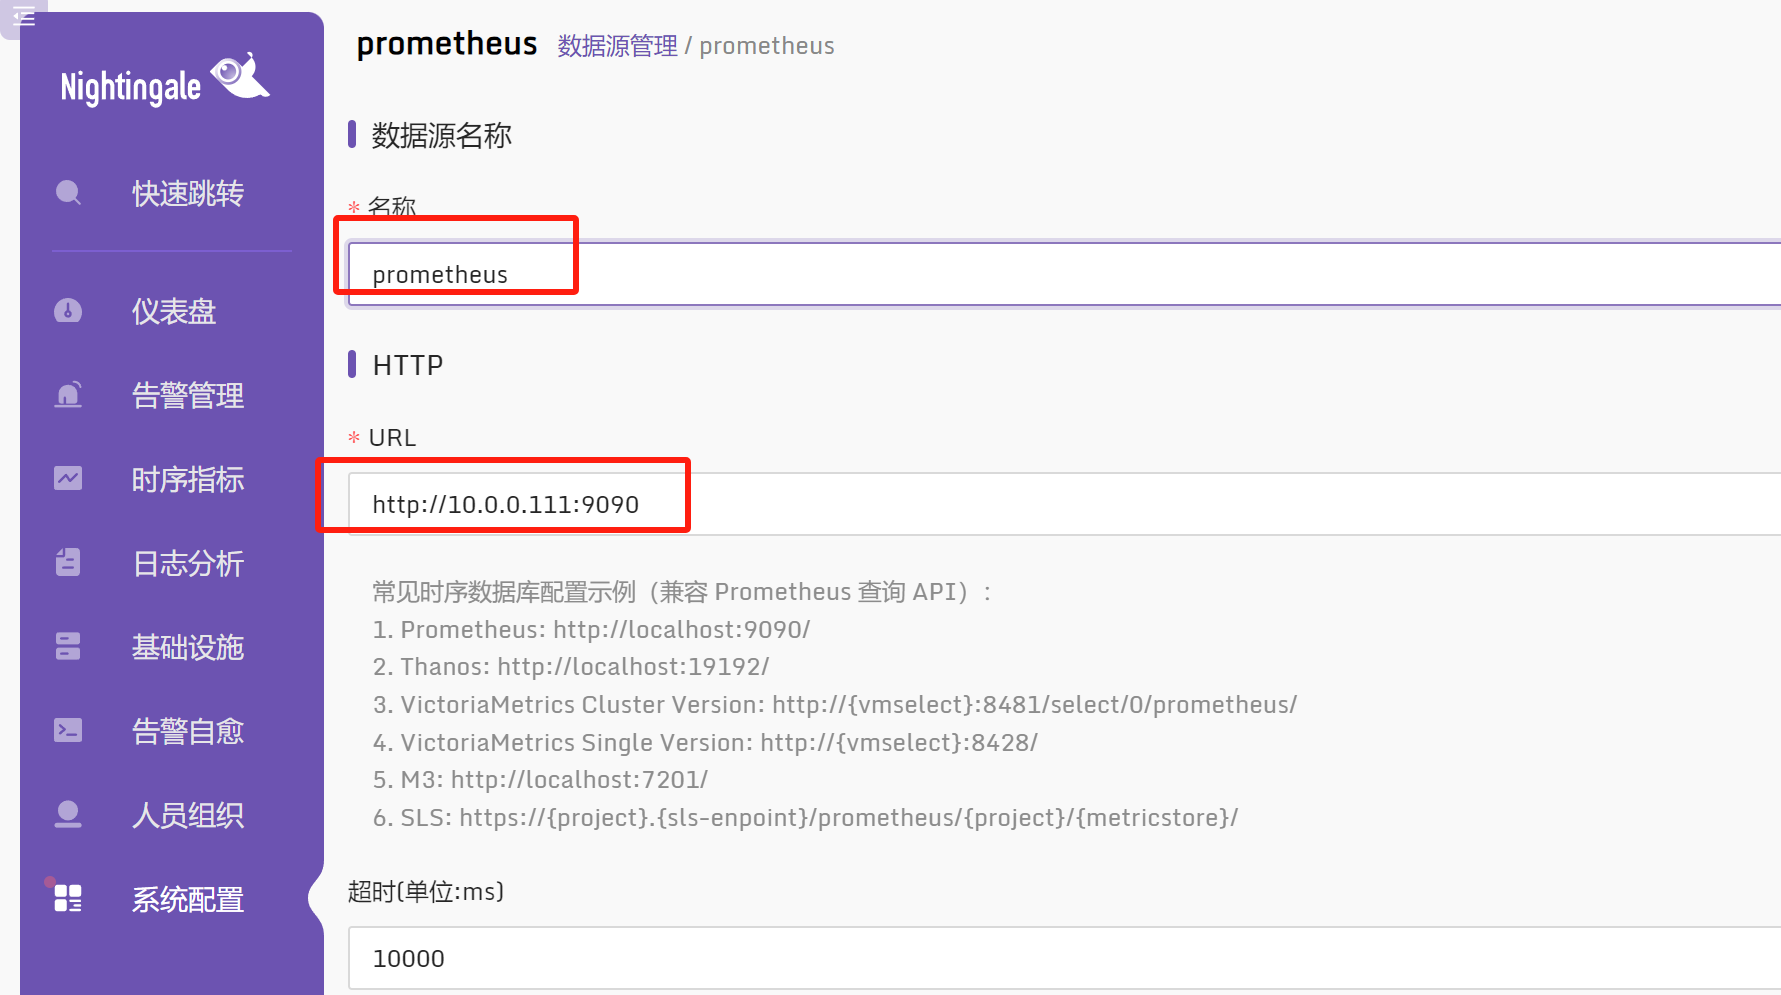 Nightingale
快速跳转
仪表盘
告警管理
时序指标
日志分析
基础设施
告警自愈
人员组织
系统配置
prometheus 数据源管理 / prometheus
数据源名称
* 名称
prometheus
HTTP
* URL
http://10.0.0.111:9090
常见时序数据库配置示例（兼容 Prometheus 查询 API）:
1. Prometheus: http://localhost:9090/
2. Thanos: http://localhost:19192/
3. VictoriaMetrics Cluster Version: http://{vmselect}:8481/select/0/prometheus/
4. VictoriaMetrics Single Version: http://{vmselect}:8428/
5. M3: http://localhost:7201/
6. SLS: https://{project}.{sls-enpoint}/prometheus/{project}/{metricstore}/
超时(单位:ms)
10000